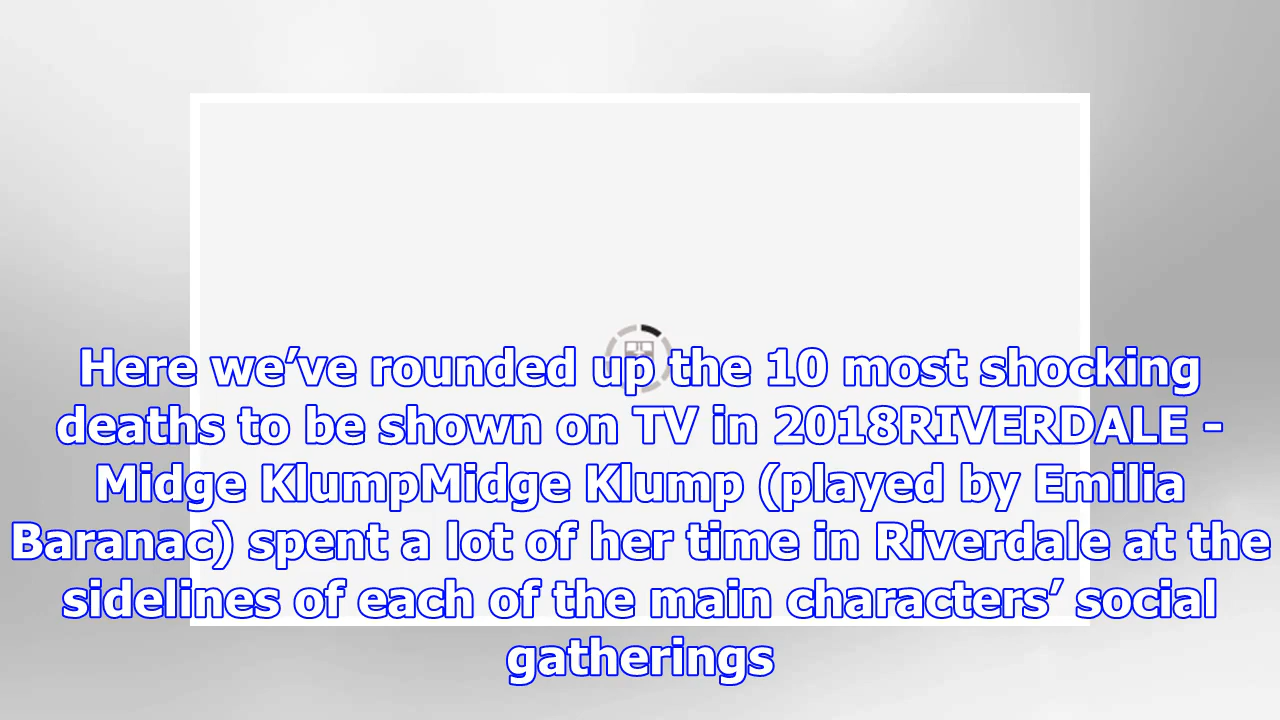 Here we’ve rounded up the 10 most shocking
deaths to be shown on TV in 2018RIVERDALE -
Midge KlumpMidge Klump (played by Emilia
Baranac) spent a lot of her time in Riverdale at the
sidelines of each of the main characters’ social
gatherings